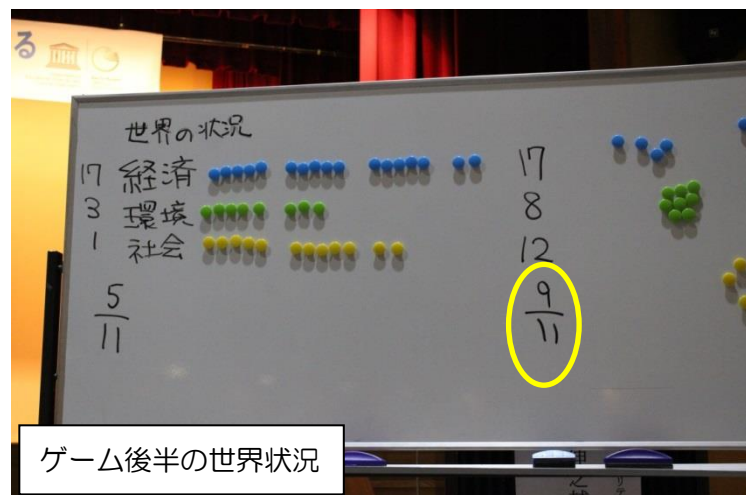 る
世界の状況
17 経済 17
3 環境 8
1 社会 12
5/11 9/11
ゲーム後半の世界状況